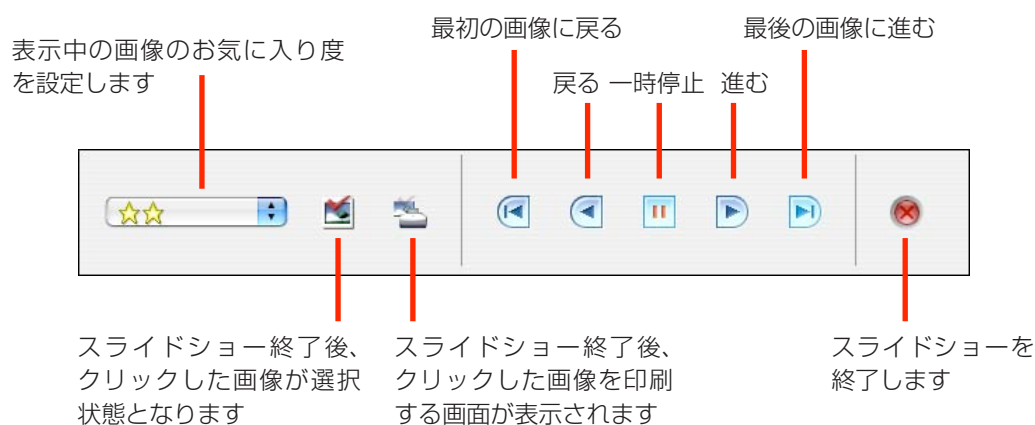 表示中の画像のお気に入り度
を設定します
最初の画像に戻る
最後の画像に進む
戻る 一時停止 進む
スライドショー終了後、
クリックした画像が選択
状態となります
スライドショー終了後、
クリックした画像を印刷
する画面が表示されます
スライドショーを
終了します